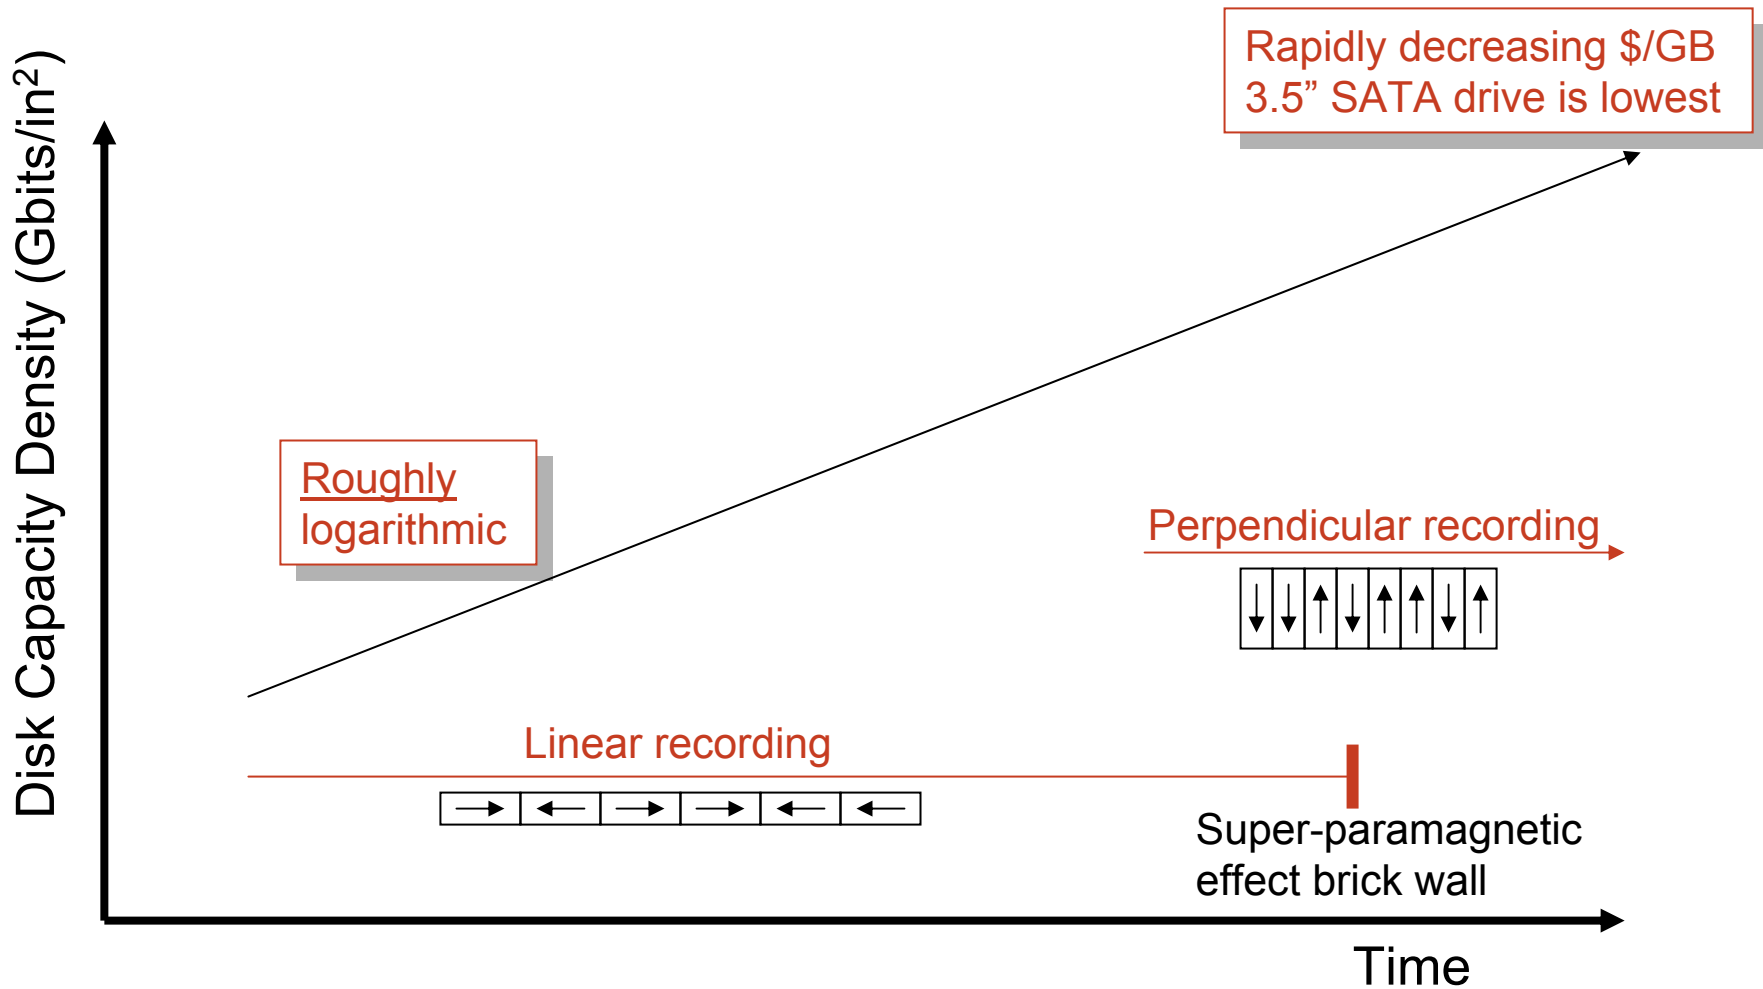 Disk Capacity Density (Gbits/in²)
Rapidly decreasing $/GB
3.5” SATA drive is lowest
Roughly
logarithmic
Perpendicular recording
Linear recording
Super-paramagnetic
effect brick wall
Time